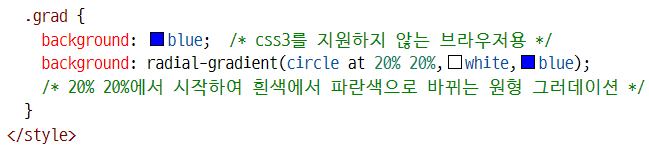 .grad {
background: blue; /* css3를 지원하지 않는 브라우저용 */
background: radial-gradient(circle at 20% 20%,white,blue);
/* 20% 20%에서 시작하여 흰색에서 파란색으로 바뀌는 원형 그러데이션 */
}
</style>